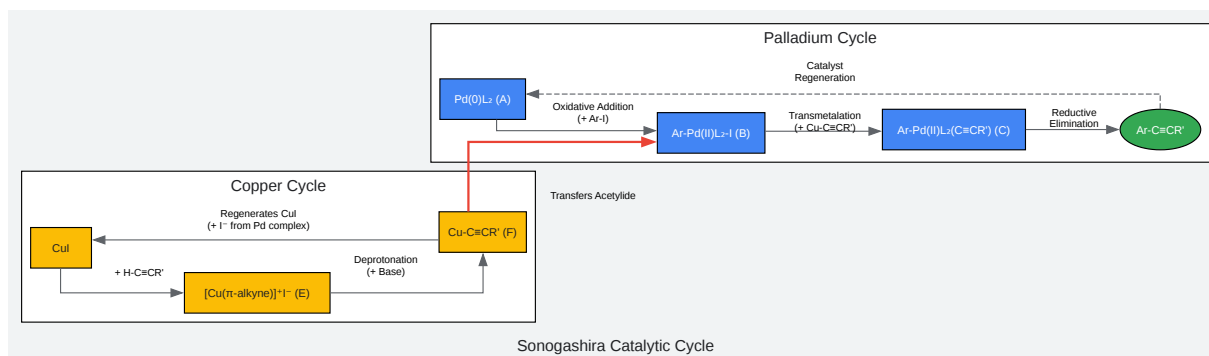 Palladium Cycle
Catalyst
Regeneration
Pd(0)L₂ (A)
Oxidative Addition
(+ Ar-I)
Ar-Pd(II)L₂-I (B)
Transmetalation
(+ Cu-C≡CR')
Ar-Pd(II)L₂(C≡CR') (C)
Reductive
Elimination
Ar-C≡CR'
Copper Cycle
Transfers Acetylide
Regenerates CuI
(+ I⁻ from Pd complex)
CuI
Cu-C≡CR' (F)
+ H-C≡CR'
Deprotonation
(+ Base)
[Cu(π-alkyne)]⁺I⁻ (E)
Sonogashira Catalytic Cycle